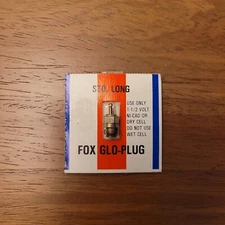 STD. LONG
USE ONLY
1-1/2 VOLT
NI-CAD OR
DRY CELL
DO NOT USE
WET CELL
FOX GLO-PLUG